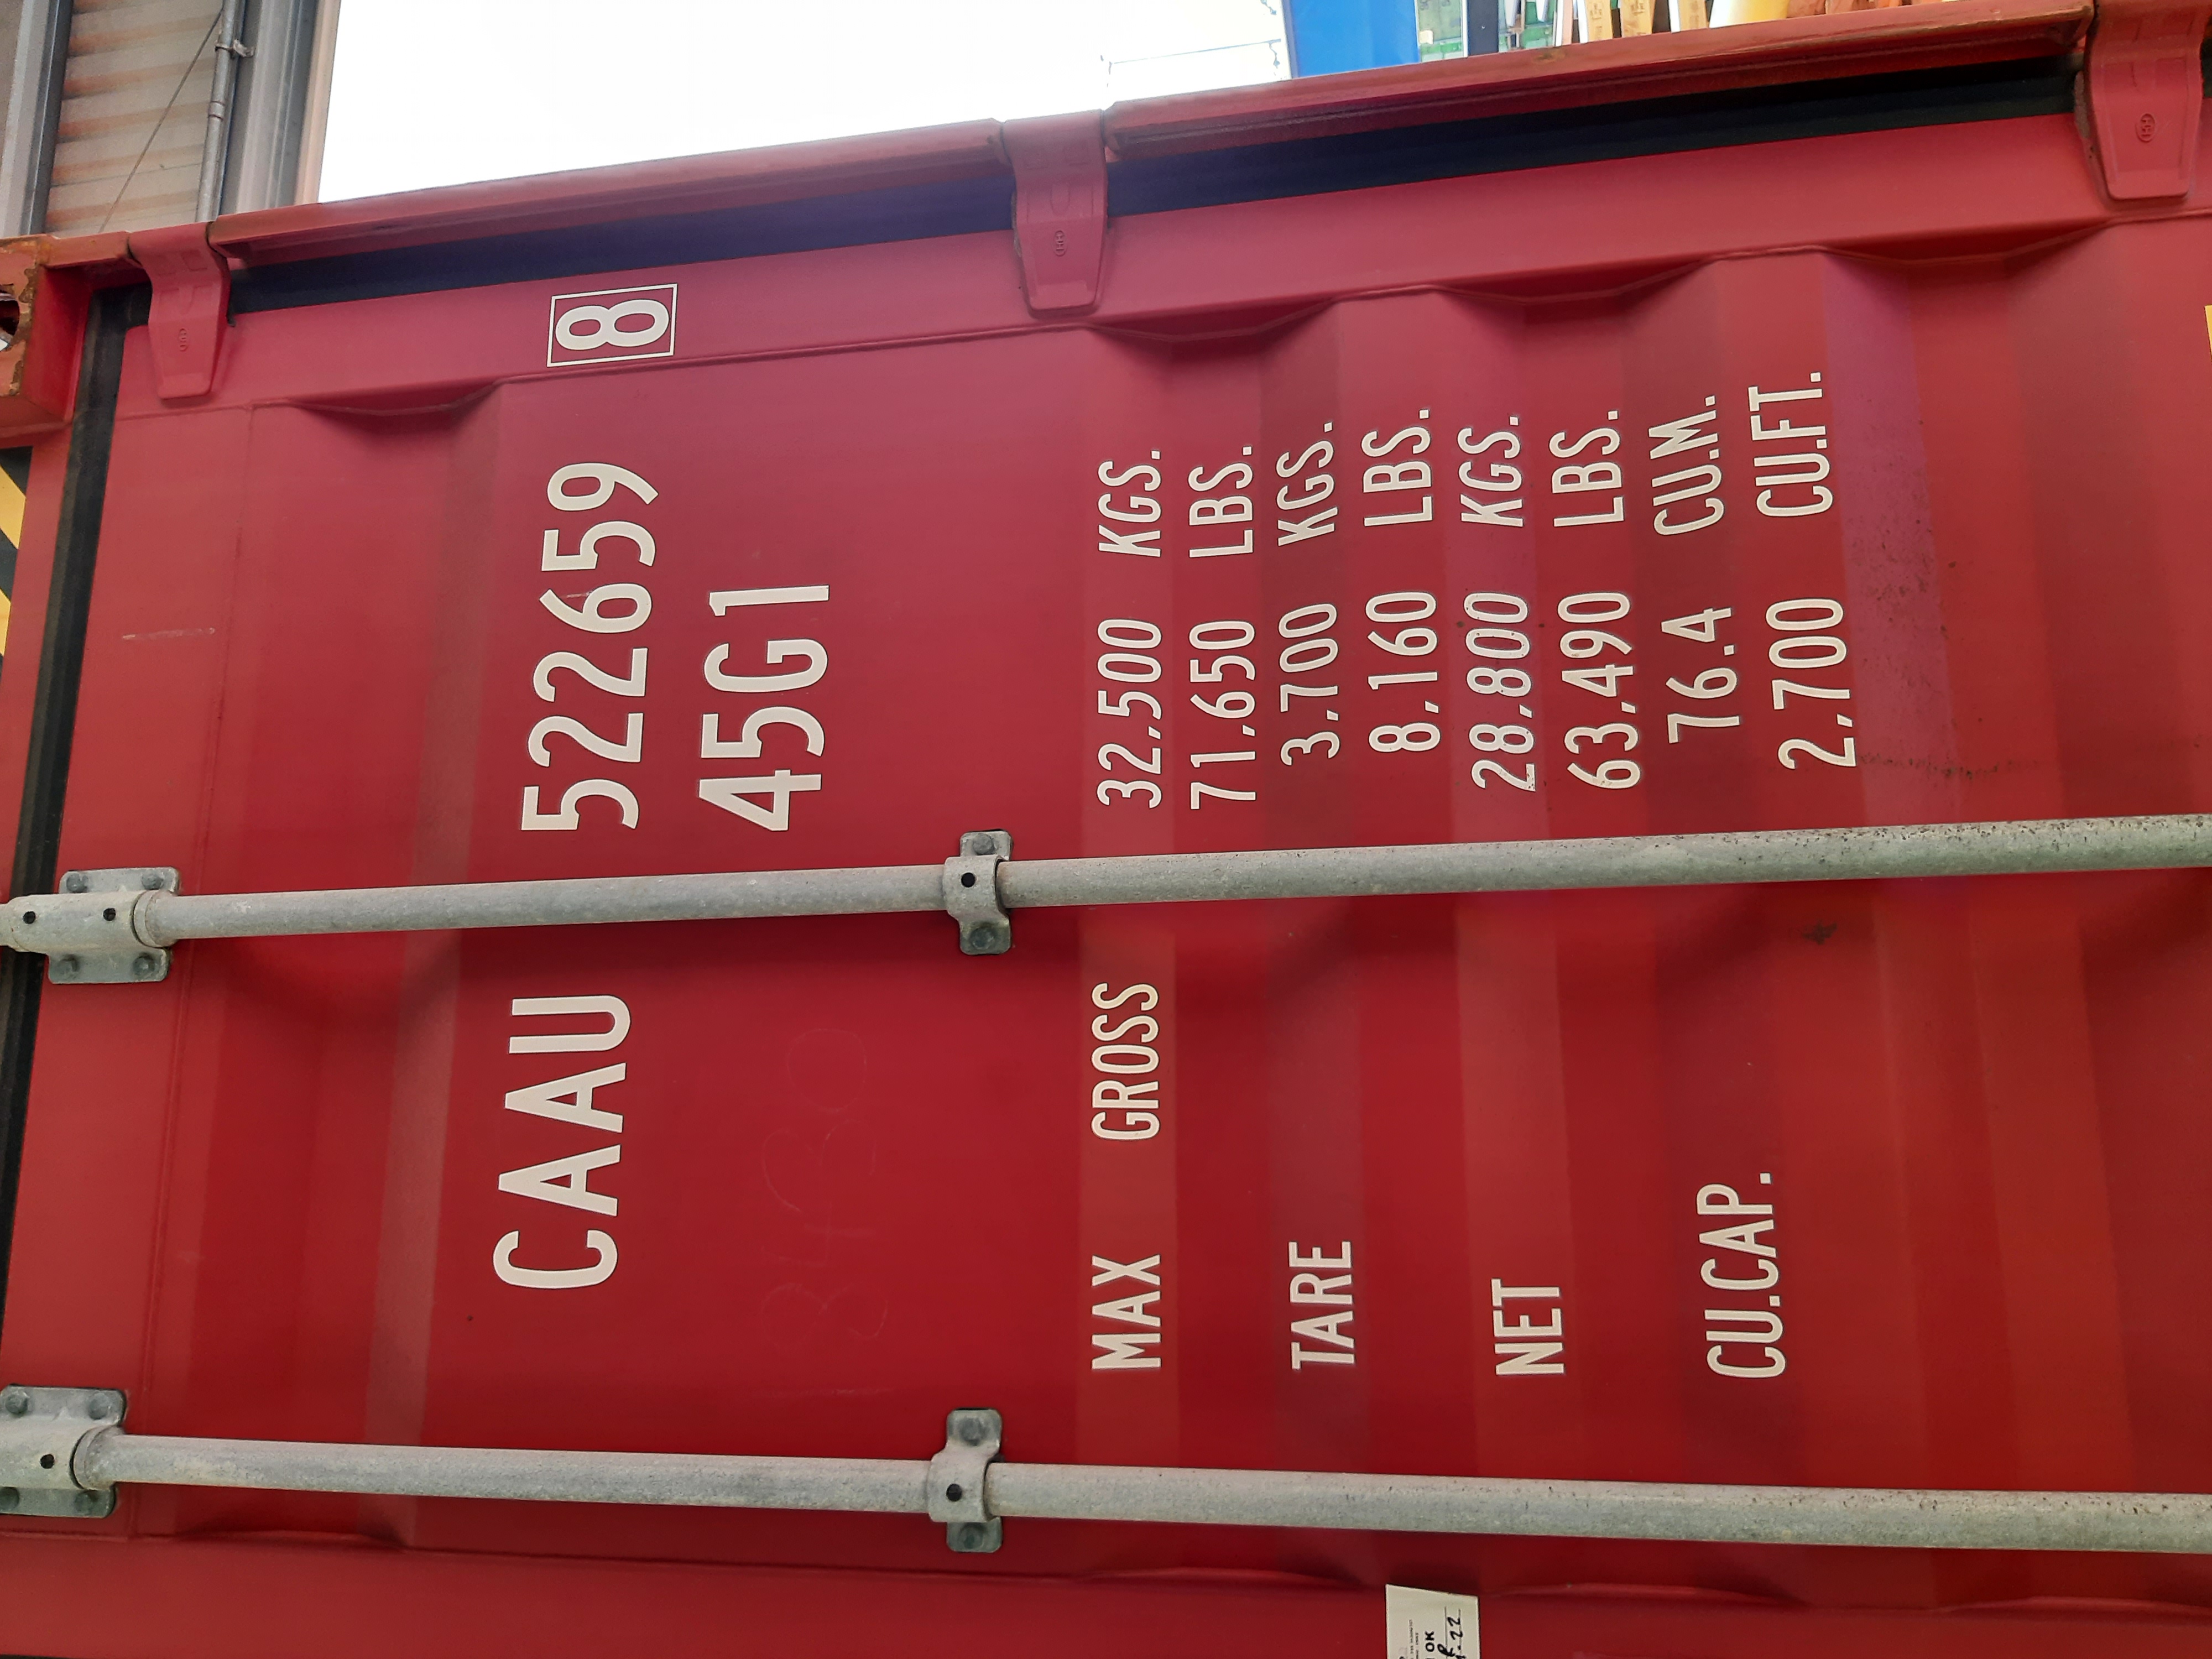 CAAU 522659 8
45G1
MAX GROSS 32,500 KGS.
71,650 LBS.
TARE 3,700 KGS.
8,160 LBS.
NET 28,800 KGS.
63,490 LBS.
CU.CAP. 76.4 CU.M.
2,700 CU.FT.
OK